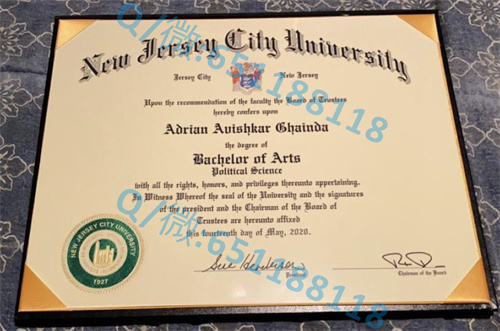 New Jersey City University
Jersey City New Jersey
Upon the recommendation of the faculty the Board of Trustees
hereby confers upon
Adrian Avishkar Ghainda
the degree of
Bachelor of Arts
Political Science
with all the rights, honors, and privileges thereunto appertaining.
In Witness Whereof the seal of the University and the signatures
of the president and the Chairman of the Board of
Trustees are hereunto affixed
this fourteenth day of May, 2020.
President
Chairman of the Board
NEW JERSEY CITY UNIVERSITY
1927
Q/微:651188118
Q/微:651188118